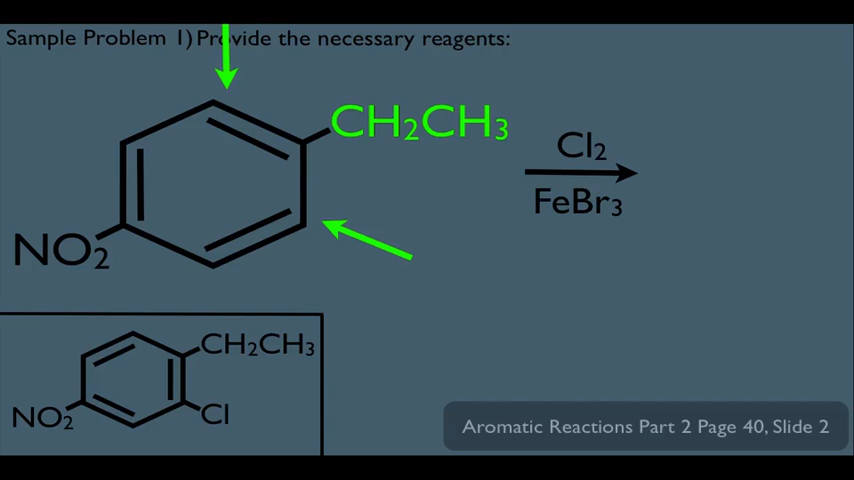 Sample Problem 1) Provide the necessary reagents:
CH₂CH₃
Cl₂
FeBr₃
NO₂
CH₂CH₃
NO₂
Cl
Aromatic Reactions Part 2 Page 40, Slide 2